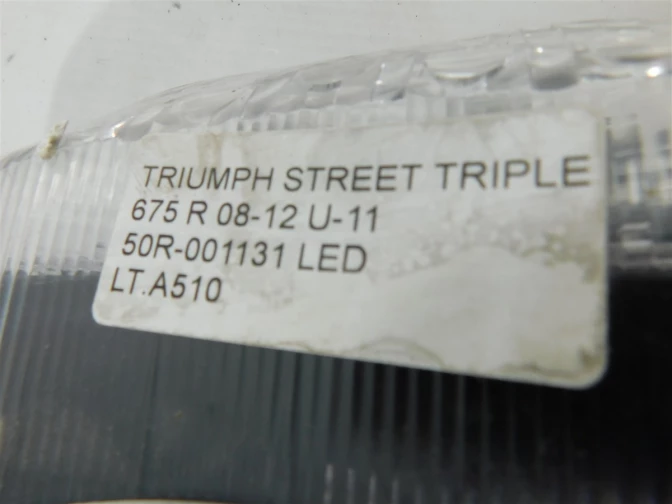 TRIUMPH STREET TRIPLE
675 R 08-12 U-11
50R-001131 LED
LT.A510